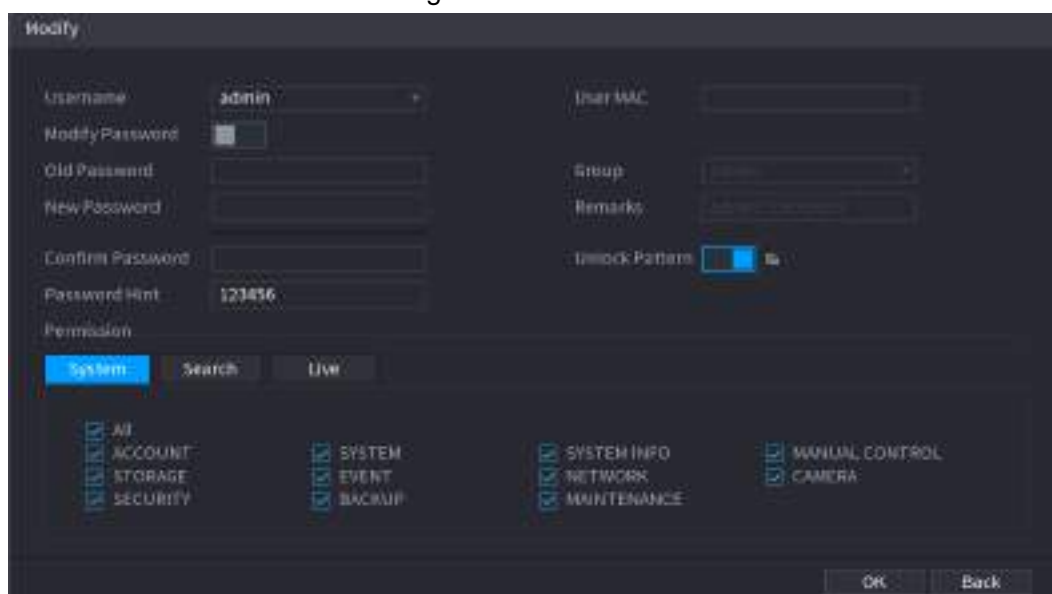 Modify
Username admin User MAC
Modify Password
Old Password Group
New Password Remarks
Confirm Password Unlock Pattern
Password Hint 123456
Permission
System Search Live
All
ACCOUNT SYSTEM SYSTEM INFO MANUAL CONTROL
STORAGE EVENT NETWORK CAMERA
SECURITY BACKUP MAINTENANCE
OK Back